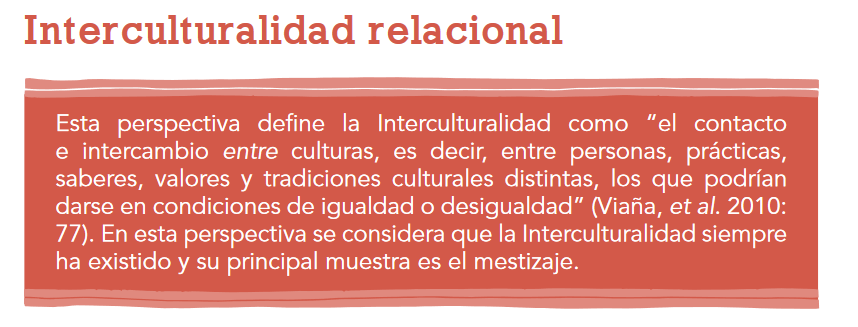 Interculturalidad relacional
Esta perspectiva define la Interculturalidad como “el contacto
e intercambio entre culturas, es decir, entre personas, prácticas,
saberes, valores y tradiciones culturales distintas, los que podrían
darse en condiciones de igualdad o desigualdad” (Viaña, et al. 2010:
77). En esta perspectiva se considera que la Interculturalidad siempre
ha existido y su principal muestra es el mestizaje.